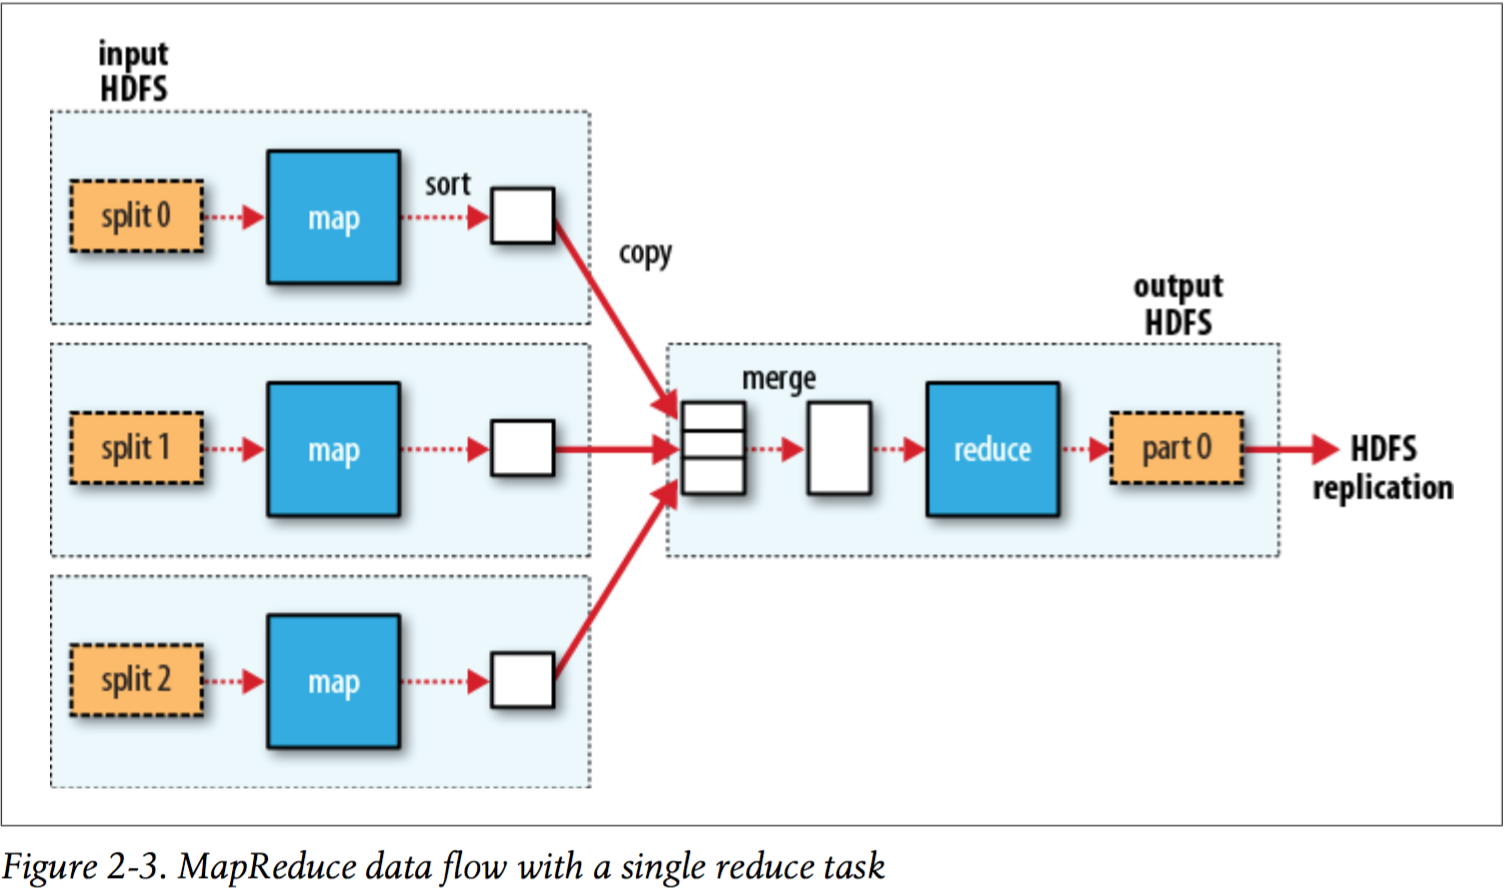 input
HDFS
split 0
map
sort
copy
split 1
map
merge
reduce
output
HDFS
part 0
HDFS
replication
split 2
map
Figure 2-3. MapReduce data flow with a single reduce task